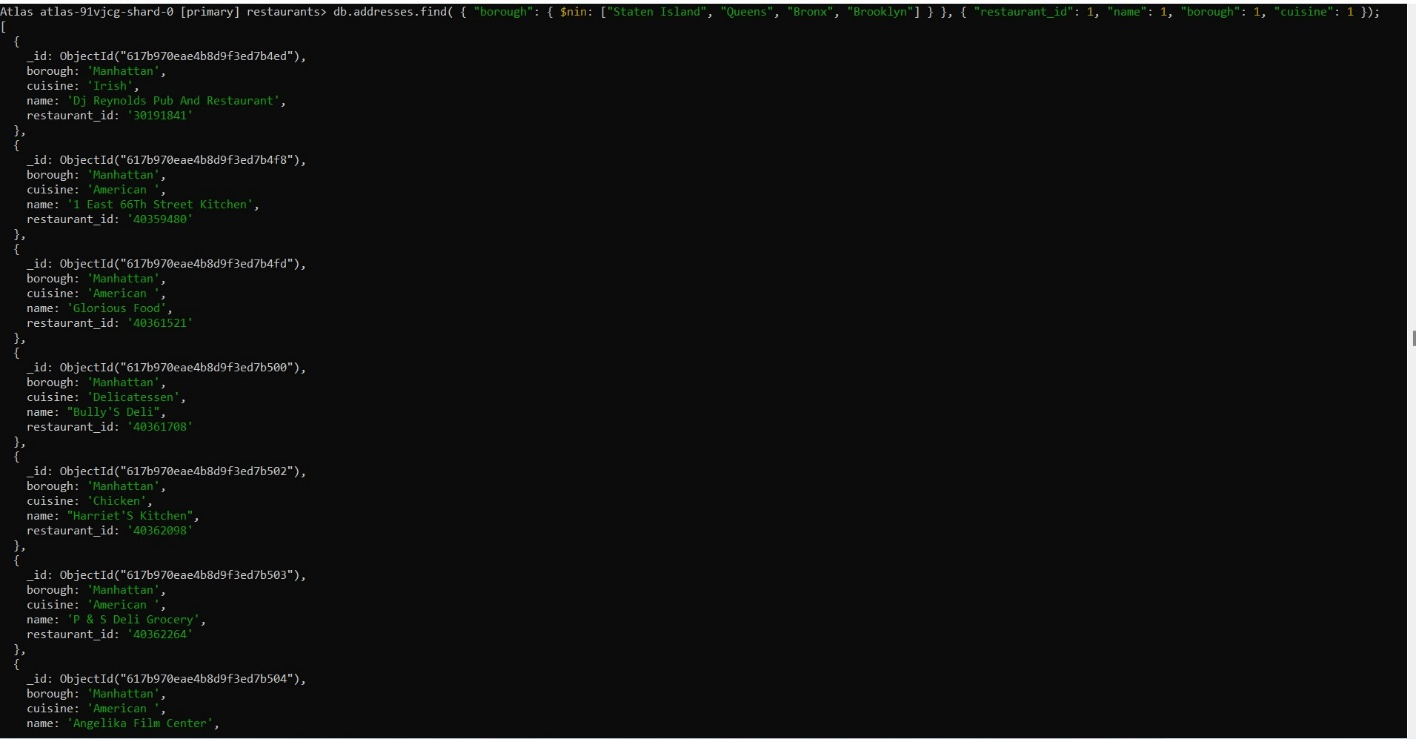 Atlas atlas-91vjcg-shard-0 [primary] restaurants> db.addresses.find( { "borough": { $nin: ["Staten Island", "Queens", "Bronx", "Brooklyn"] } }, { "restaurant_id": 1, "name": 1, "borough": 1, "cuisine": 1 });
[
  {
    _id: ObjectId("617b970eae4b8d9f3ed7b4ed"),
    borough: 'Manhattan',
    cuisine: 'Irish',
    name: 'Dj Reynolds Pub And Restaurant',
    restaurant_id: '30191841'
  },
  {
    _id: ObjectId("617b970eae4b8d9f3ed7b4f8"),
    borough: 'Manhattan',
    cuisine: 'American ',
    name: '1 East 66Th Street Kitchen',
    restaurant_id: '40359480'
  },
  {
    _id: ObjectId("617b970eae4b8d9f3ed7b4fd"),
    borough: 'Manhattan',
    cuisine: 'American ',
    name: 'Glorious Food',
    restaurant_id: '40361521'
  },
  {
    _id: ObjectId("617b970eae4b8d9f3ed7b500"),
    borough: 'Manhattan',
    cuisine: 'Delicatessen',
    name: "Bully'S Deli",
    restaurant_id: '40361708'
  },
  {
    _id: ObjectId("617b970eae4b8d9f3ed7b502"),
    borough: 'Manhattan',
    cuisine: 'Chicken',
    name: "Harriet'S Kitchen",
    restaurant_id: '40362098'
  },
  {
    _id: ObjectId("617b970eae4b8d9f3ed7b503"),
    borough: 'Manhattan',
    cuisine: 'American ',
    name: 'P & S Deli Grocery',
    restaurant_id: '40362264'
  },
  {
    _id: ObjectId("617b970eae4b8d9f3ed7b504"),
    borough: 'Manhattan',
    cuisine: 'American ',
    name: 'Angelika Film Center',